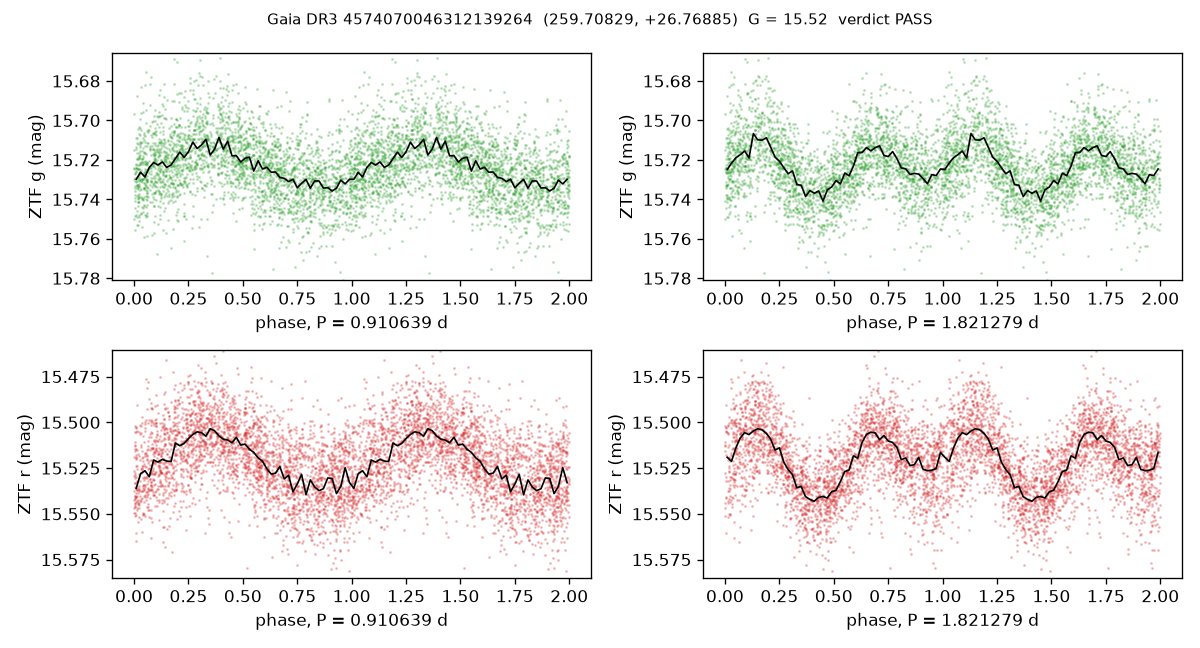 Gaia DR3 4574070046312139264 (259.70829, +26.76885) G = 15.52 verdict PASS
ZTF g (mag)
15.68
15.70
15.72
15.74
15.76
15.78
0.00 0.25 0.50 0.75 1.00 1.25 1.50 1.75 2.00
phase, P = 0.910639 d
ZTF g (mag)
15.68
15.70
15.72
15.74
15.76
15.78
0.00 0.25 0.50 0.75 1.00 1.25 1.50 1.75 2.00
phase, P = 1.821279 d
ZTF r (mag)
15.475
15.500
15.525
15.550
15.575
0.00 0.25 0.50 0.75 1.00 1.25 1.50 1.75 2.00
phase, P = 0.910639 d
ZTF r (mag)
15.475
15.500
15.525
15.550
15.575
0.00 0.25 0.50 0.75 1.00 1.25 1.50 1.75 2.00
phase, P = 1.821279 d